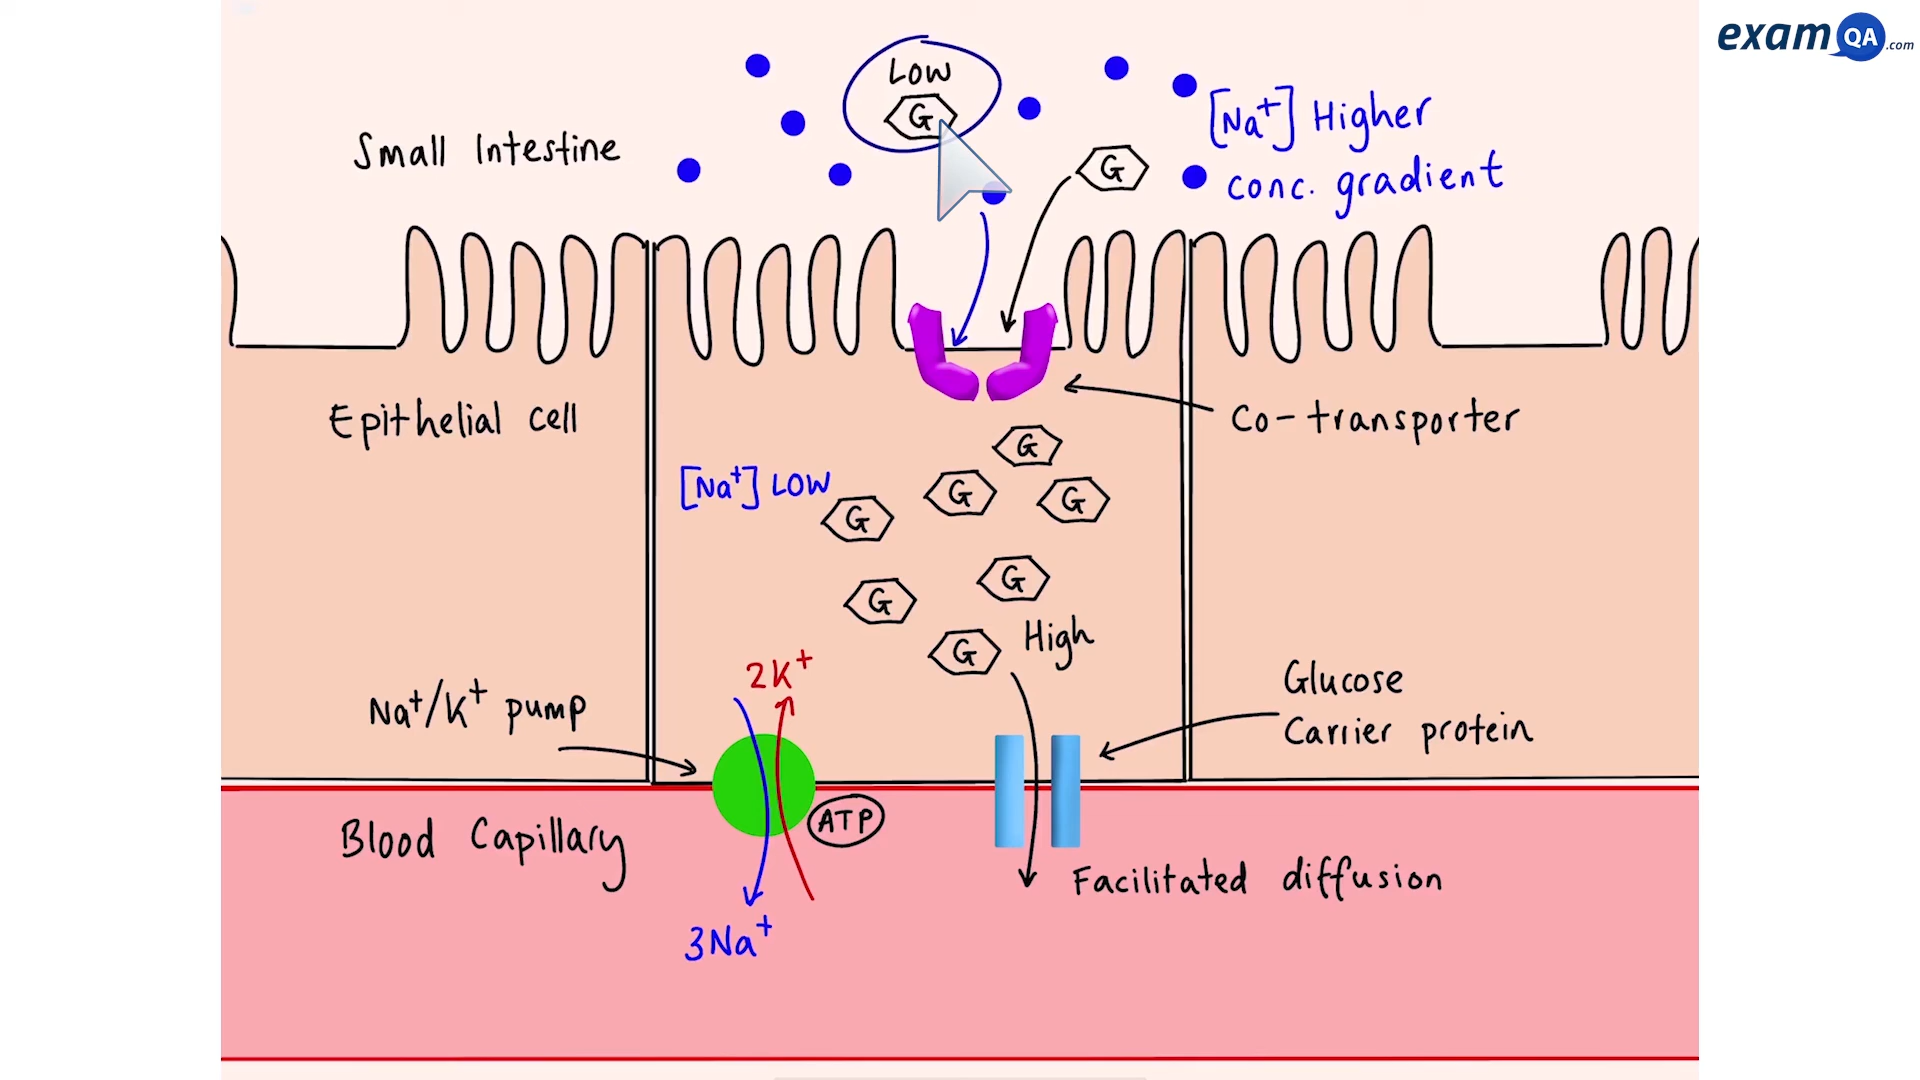 examQA.com
Low
G
Small Intestine
G
[Na⁺] Higher
conc. gradient
Epithelial cell
Co-transporter
[Na⁺] LOW
G
G
G
G
G
G
G
High
2K⁺
Na⁺/K⁺ pump
Glucose
Carrier protein
ATP
Blood Capillary
Facilitated diffusion
3Na⁺